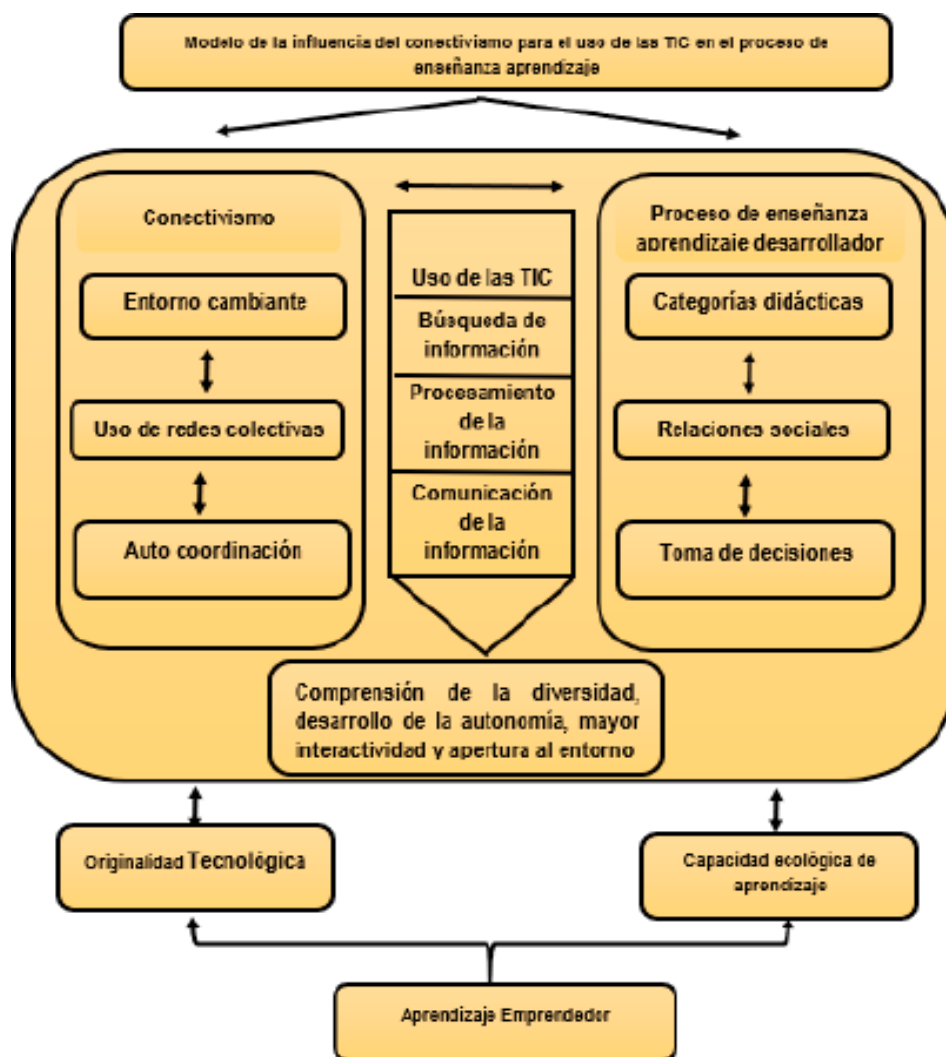 Modelo de la influencia del conectivismo para el uso de las TIC en el proceso de
enseñanza aprendizaje
Conectivismo
Entorno cambiante
Uso de redes colectivas
Auto coordinación
Uso de las TIC
Búsqueda de
información
Procesamiento
de la
información
Comunicación
de la
información
Proceso de enseñanza
aprendizaje desarrollador
Categorías didácticas
Relaciones sociales
Toma de decisiones
Comprensión de la diversidad,
desarrollo de la autonomía, mayor
interactividad y apertura al entorno
Originalidad Tecnológica
Capacidad ecológica de
aprendizaje
Aprendizaje Emprendedor